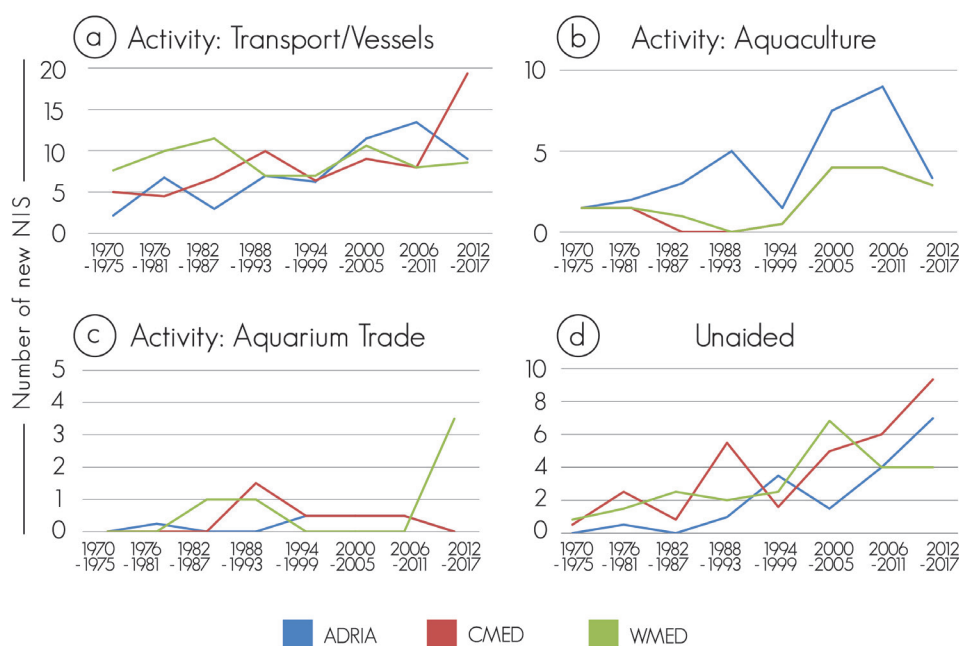 a Activity: Transport/Vessels
b Activity: Aquaculture
Number of new NIS
20
15
10
5
0
1970 1976 1982 1988 1994 2000 2006 2012
-1975 -1981 -1987 -1993 -1999 -2005 -2011 -2017
10
5
0
1970 1976 1982 1988 1994 2000 2006 2012
-1975 -1981 -1987 -1993 -1999 -2005 -2011 -2017
c Activity: Aquarium Trade
d Unaided
5
4
3
2
1
0
1970 1976 1982 1988 1994 2000 2006 2012
-1975 -1981 -1987 -1993 -1999 -2005 -2011 -2017
10
8
6
4
2
0
1970 1976 1982 1988 1994 2000 2006 2012
-1975 -1981 -1987 -1993 -1999 -2005 -2011 -2017
ADRIA CMED WMED